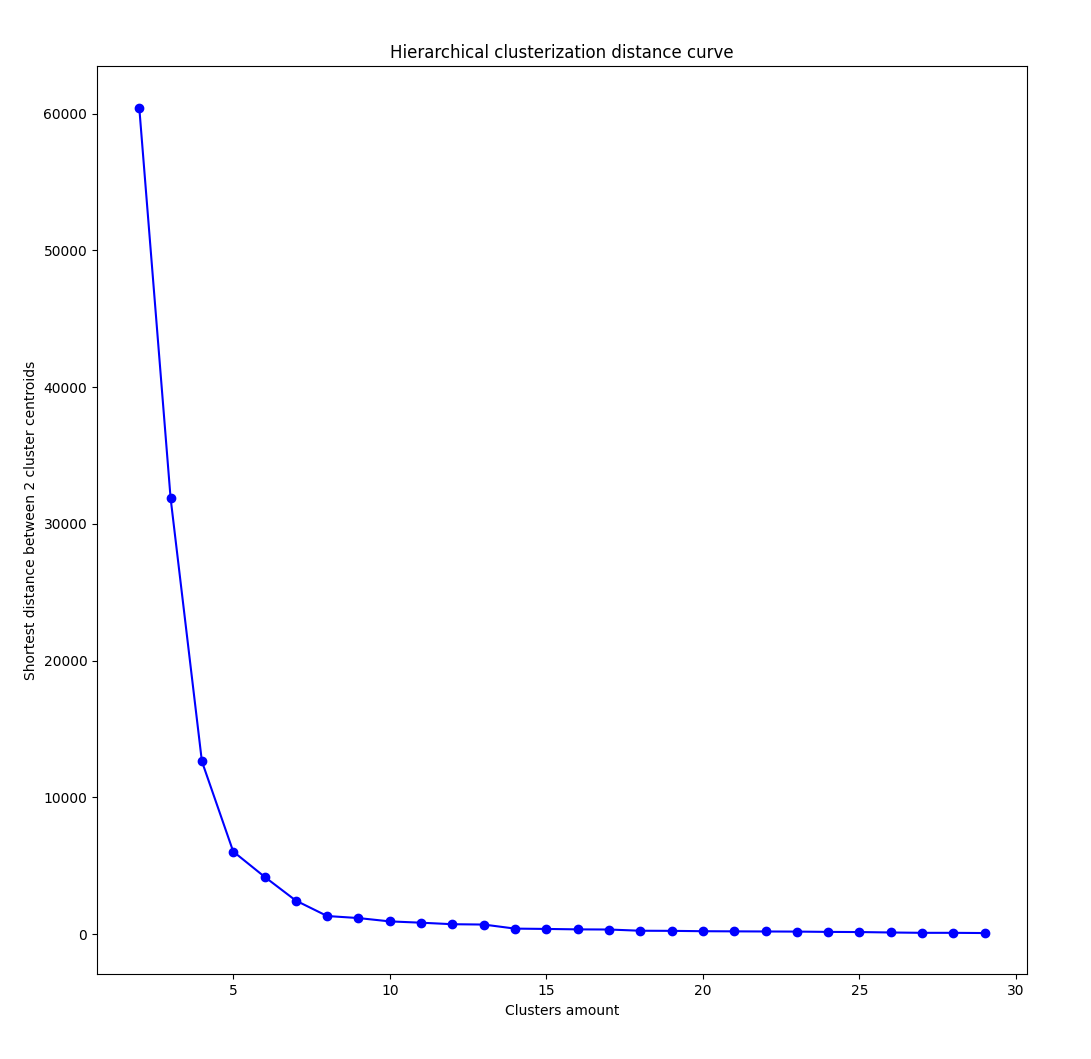 Hierarchical clusterization distance curve
60000
50000
40000
30000
20000
10000
0
Shortest distance between 2 cluster centroids
5 10 15 20 25 30
Clusters amount